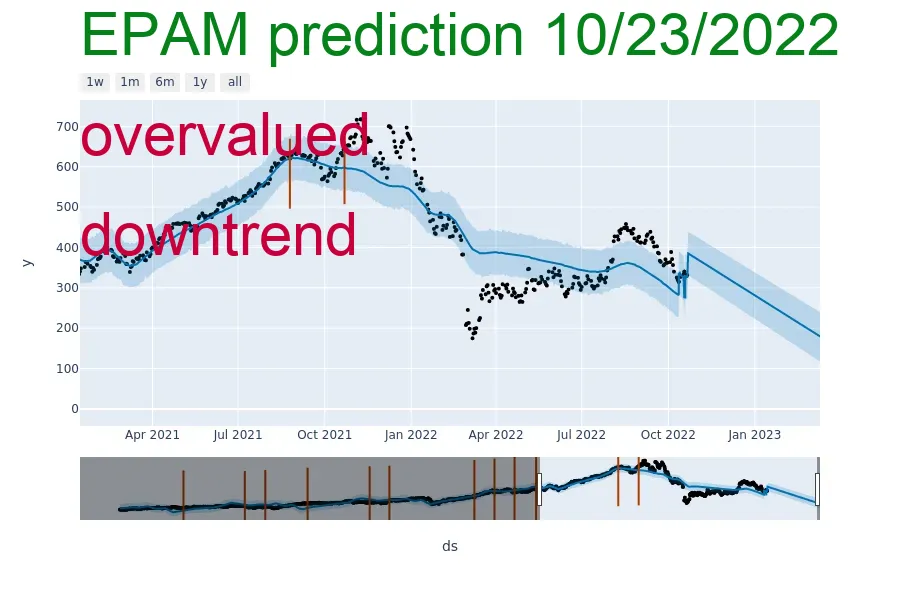 EPAM prediction 10/23/2022
1w 1m 6m 1y all
overvalued
downtrend
700
600
500
400
300
200
100
0
y
Apr 2021 Jul 2021 Oct 2021 Jan 2022 Apr 2022 Jul 2022 Oct 2022 Jan 2023
ds